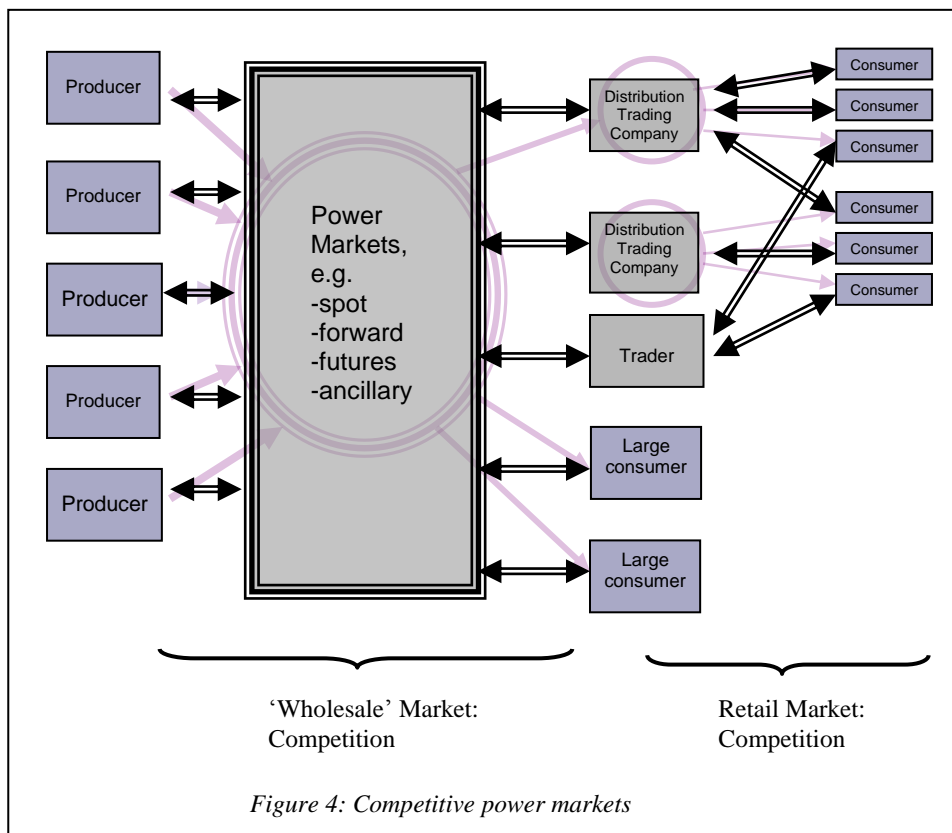 Producer
Producer
Producer
Producer
Producer
Power
Markets,
e.g.
-spot
-forward
-futures
-ancillary
Distribution
Trading
Company
Distribution
Trading
Company
Trader
Large
consumer
Large
consumer
Consumer
Consumer
Consumer
Consumer
Consumer
Consumer
‘Wholesale’ Market:
Competition
Retail Market:
Competition
Figure 4: Competitive power markets